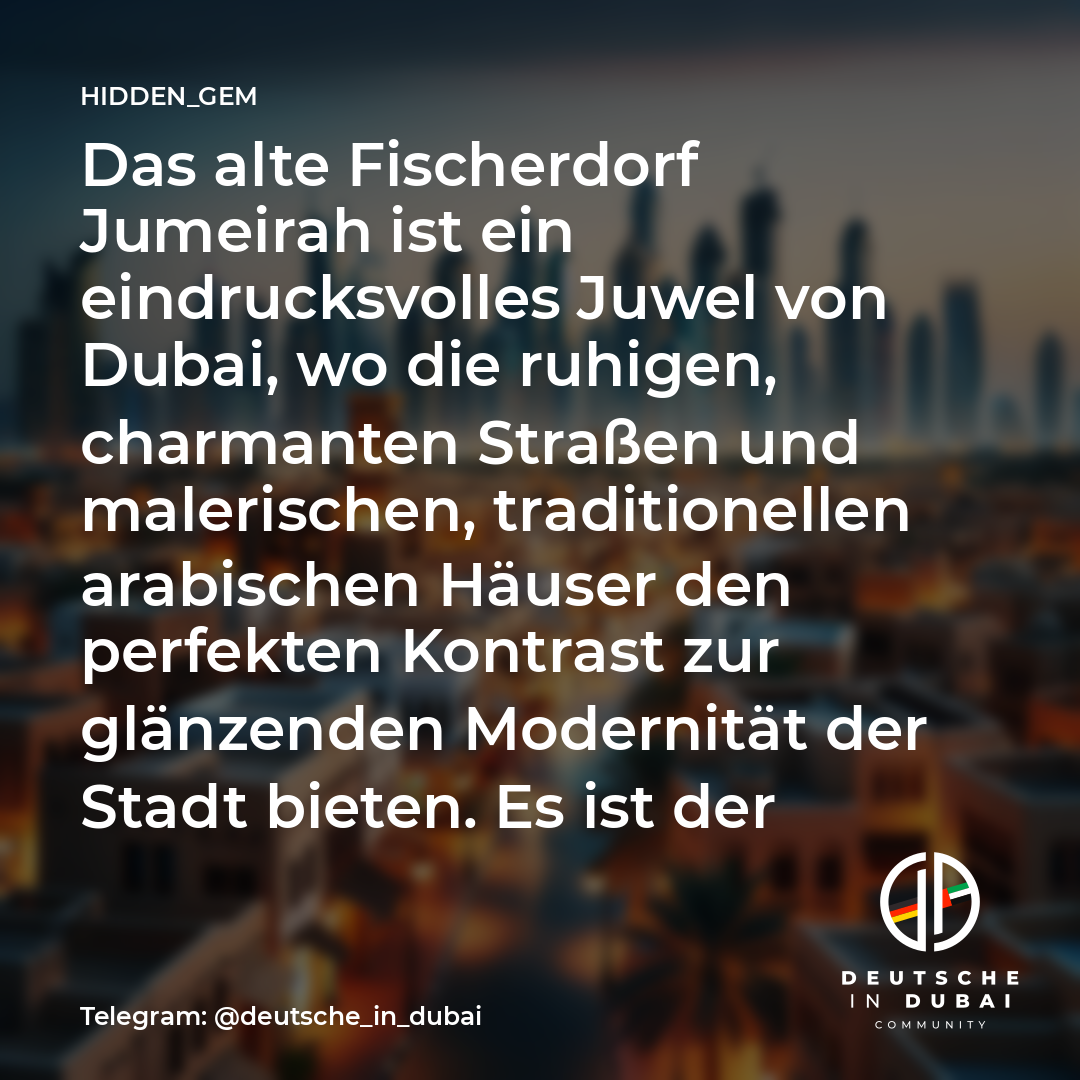 HIDDEN_GEM
Das alte Fischerdorf
Jumeirah ist ein
eindrucksvolles Juwel von
Dubai, wo die ruhigen,
charmanten Straßen und
malerischen, traditionellen
arabischen Häuser den
perfekten Kontrast zur
glänzenden Modernität der
Stadt bieten. Es ist der
DEUTSCHE
IN DUBAI
COMMUNITY
Telegram: @deutsche_in_dubai